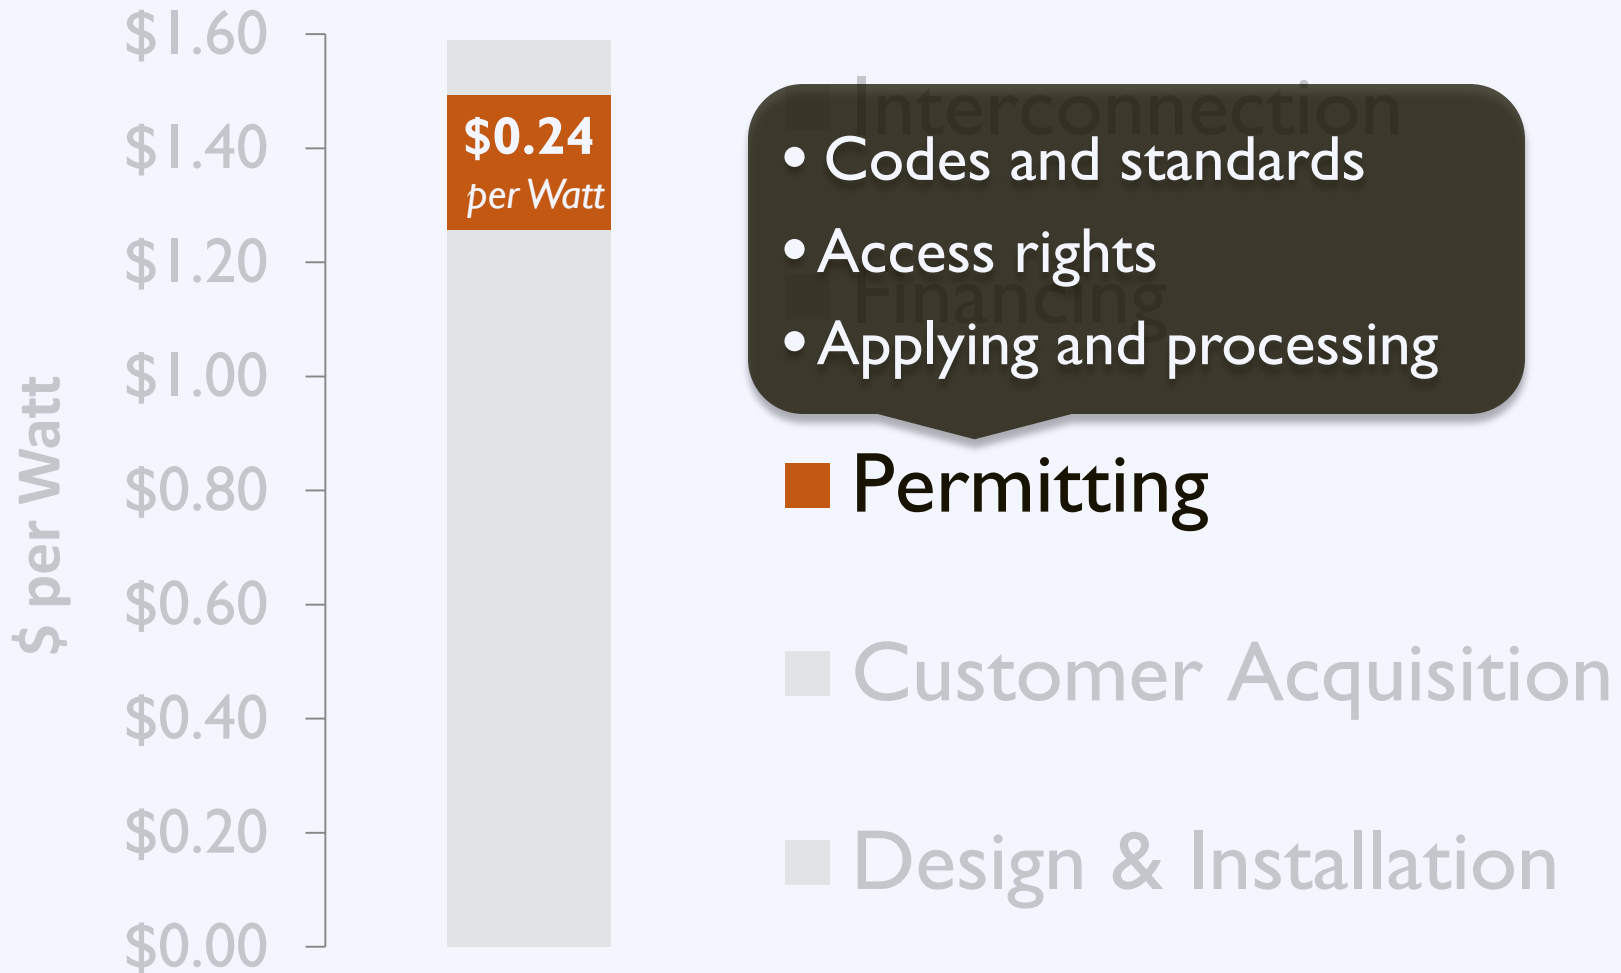 $ per Watt
$1.60
$1.40
$1.20
$1.00
$0.80
$0.60
$0.40
$0.20
$0.00
$0.24
per Watt
Interconnection
• Codes and standards
• Access rights
Financing
• Applying and processing
Permitting
Customer Acquisition
Design & Installation